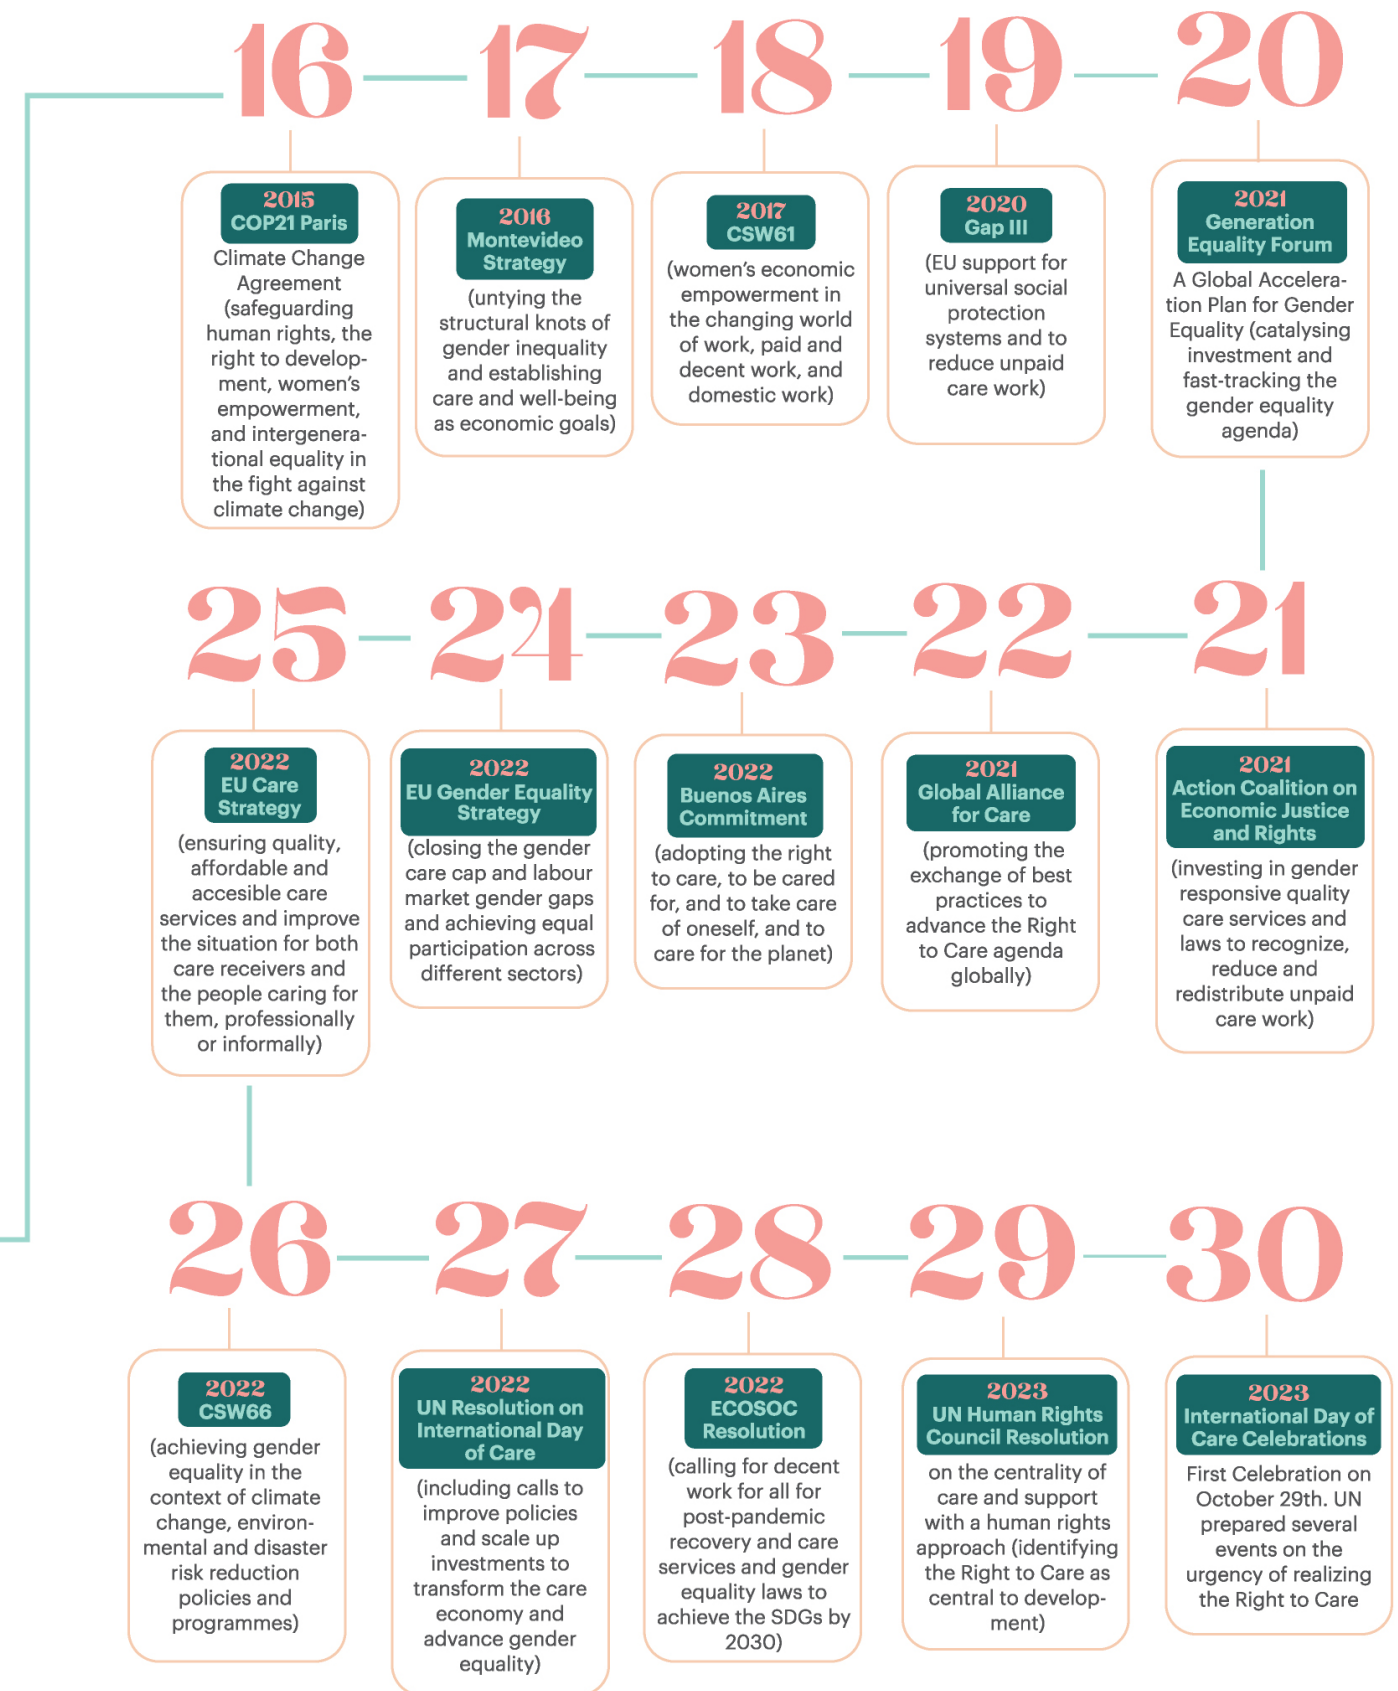 16
17
18
19
20
2015
COP21 Paris
Climate Change
Agreement
(safeguarding
human rights, the
right to develop-
ment, women's
empowerment,
and intergenera-
tional equality in
the fight against
climate change)
2016
Montevideo
Strategy
(untying the
structural knots of
gender inequality
and establishing
care and well-being
as economic goals)
2017
CSW61
(women's economic
empowerment in
the changing world
of work, paid and
decent work, and
domestic work)
2020
Gap III
(EU support for
universal social
protection
systems and to
reduce unpaid
care work)
2021
Generation
Equality Forum
A Global Accelera-
tion Plan for Gender
Equality (catalysing
investment and
fast-tracking the
gender equality
agenda)
25
24
23
22
21
2022
EU Care
Strategy
(ensuring quality,
affordable and
accesible care
services and improve
the situation for both
care receivers and
the people caring for
them, professionally
or informally)
2022
EU Gender Equality
Strategy
(closing the gender
care cap and labour
market gender gaps
and achieving equal
participation across
different sectors)
2022
Buenos Aires
Commitment
(adopting the right
to care, to be cared
for, and to take care
of oneself, and to
care for the planet)
2021
Global Alliance
for Care
(promoting the
exchange of best
practices to
advance the Right
to Care agenda
globally)
2021
Action Coalition on
Economic Justice
and Rights
(investing in gender
responsive quality
care services and
laws to recognize,
reduce and
redistribute unpaid
care work)
26
27
28
29
30
2022
CSW66
(achieving gender
equality in the
context of climate
change, environ-
mental and disaster
risk reduction
policies and
programmes)
2022
UN Resolution on
International Day
of Care
(including calls to
improve policies
and scale up
investments to
transform the care
economy and
advance gender
equality)
2022
ECOSOC
Resolution
(calling for decent
work for all for
post-pandemic
recovery and care
services and gender
equality laws to
achieve the SDGs by
2030)
2023
UN Human Rights
Council Resolution
on the centrality of
care and support
with a human rights
approach (identifying
the Right to Care as
central to develop-
ment)
2023
International Day of
Care Celebrations
First Celebration on
October 29th. UN
prepared several
events on the
urgency of realizing
the Right to Care